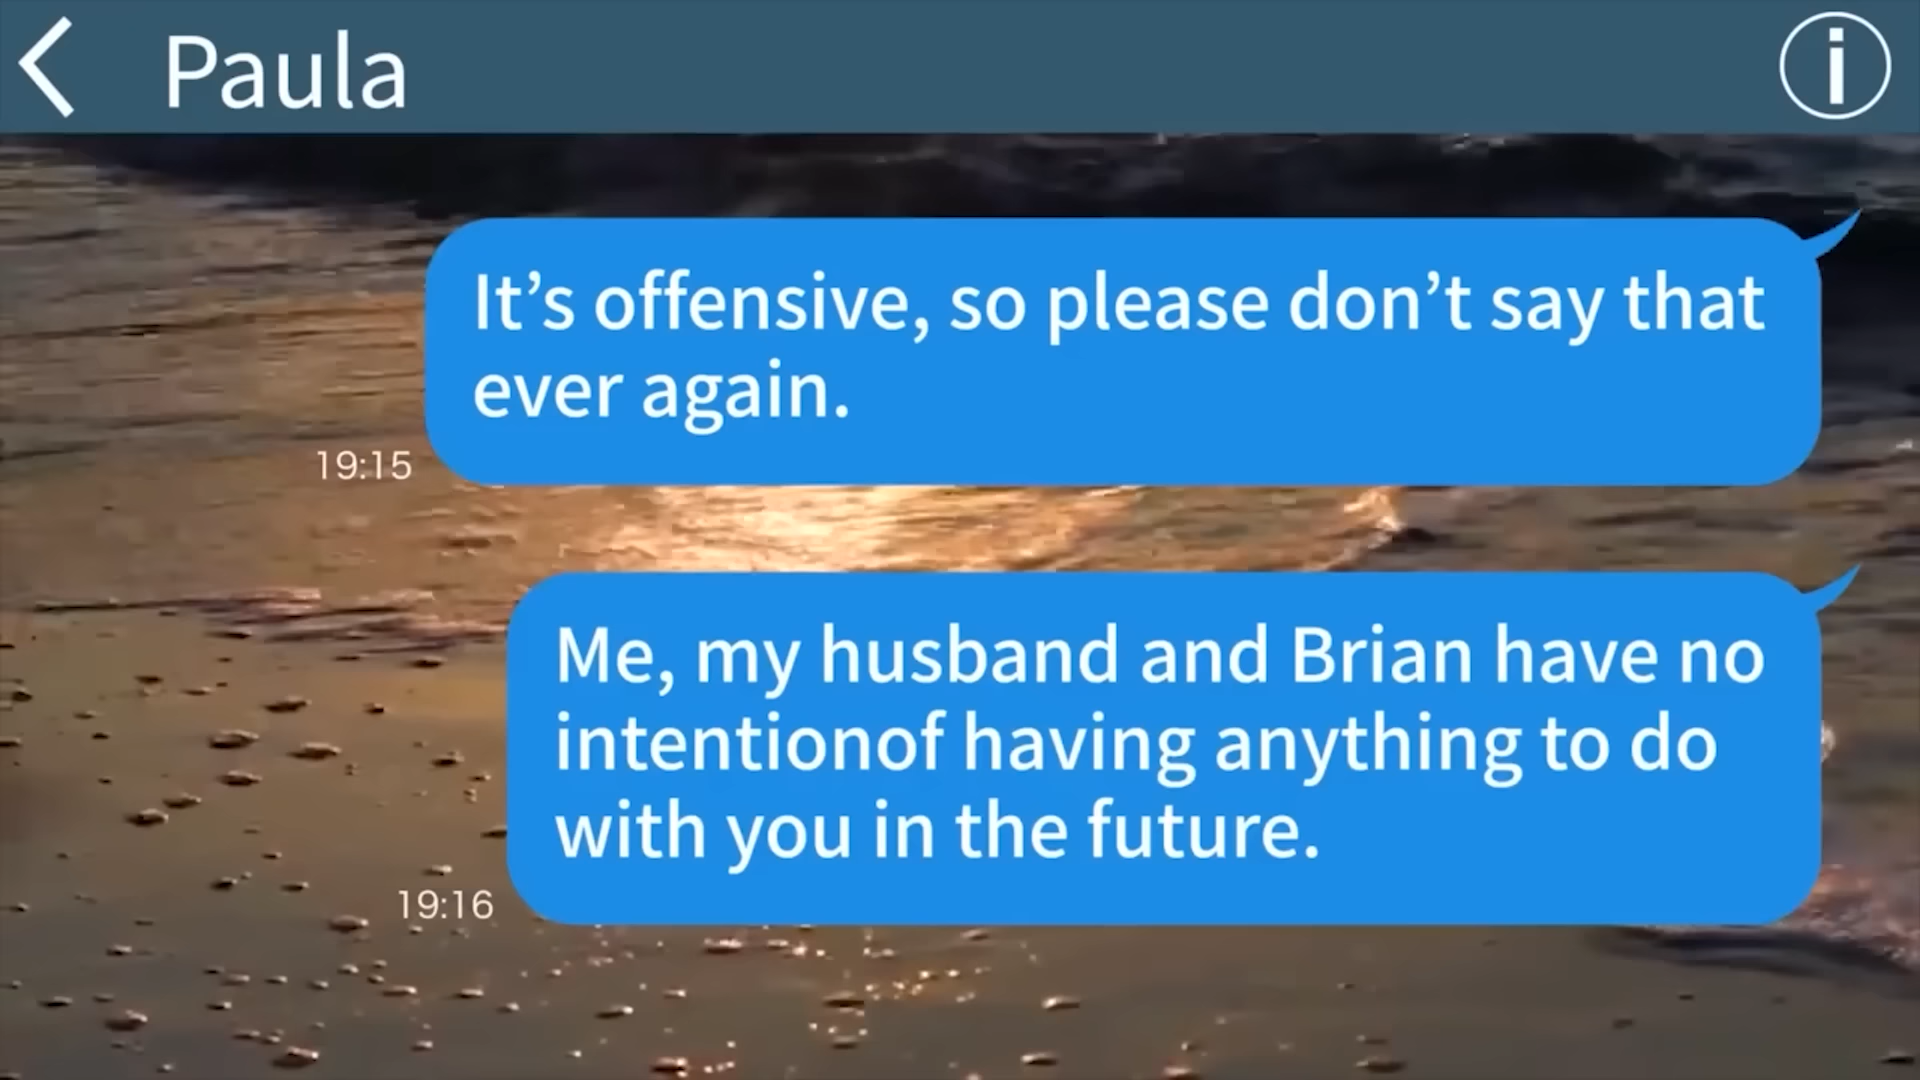 Paula
It’s offensive, so please don’t say that
ever again.
19:15
Me, my husband and Brian have no
intentionof having anything to do
with you in the future.
19:16